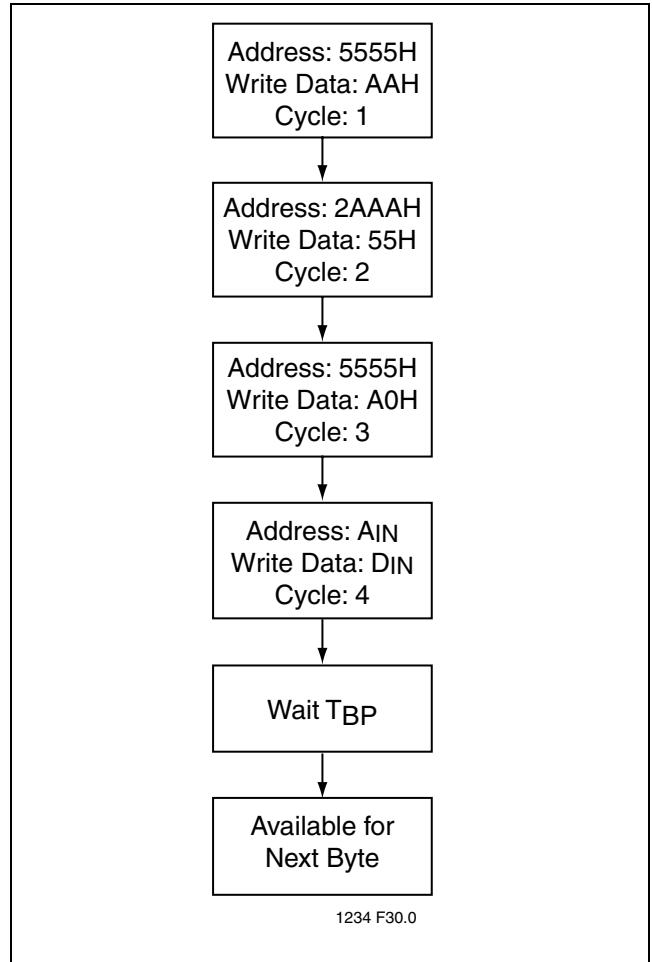 Address: 5555H
Write Data: AAH
Cycle: 1
Address: 2AAAH
Write Data: 55H
Cycle: 2
Address: 5555H
Write Data: A0H
Cycle: 3
Address: AIN
Write Data: DIN
Cycle: 4
Wait TBP
Available for
Next Byte
1234 F30.0